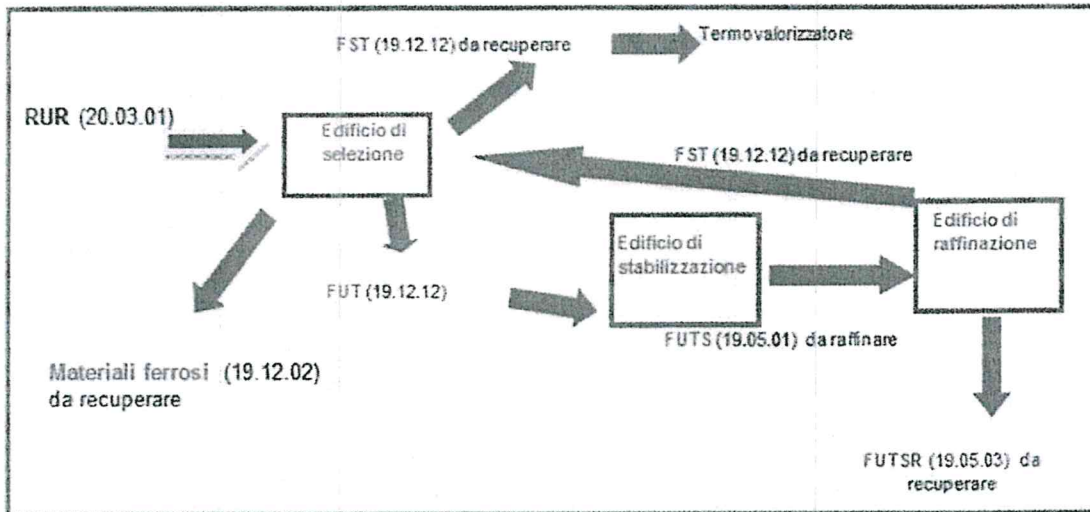 FST (19.12.12) da recuperare
Termovalorizzatore
RUR (20.03.01)
Edificio di
selezione
FST (19.12.12) da recuperare
Edificio di
stabilizzazione
Edificio di
raffinazione
FUT (19.12.12)
FUTS (19.05.01) da raffinare
Materiali ferrosi (19.12.02)
da recuperare
FUTSR (19.05.03) da
recuperare